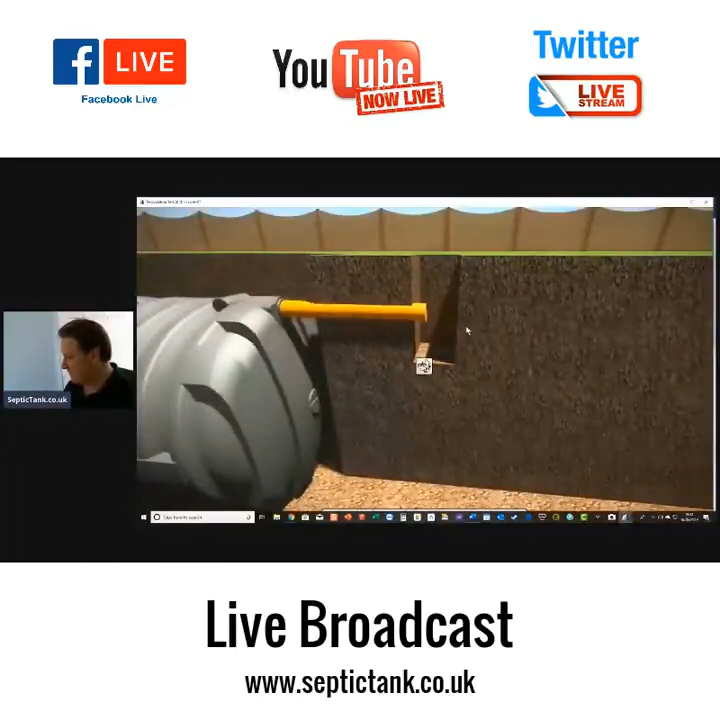 f LIVE
Facebook Live
YouTube
NOW LIVE
Twitter
LIVE
STREAM
SepticTank.co.uk
Live Broadcast
www.septictank.co.uk